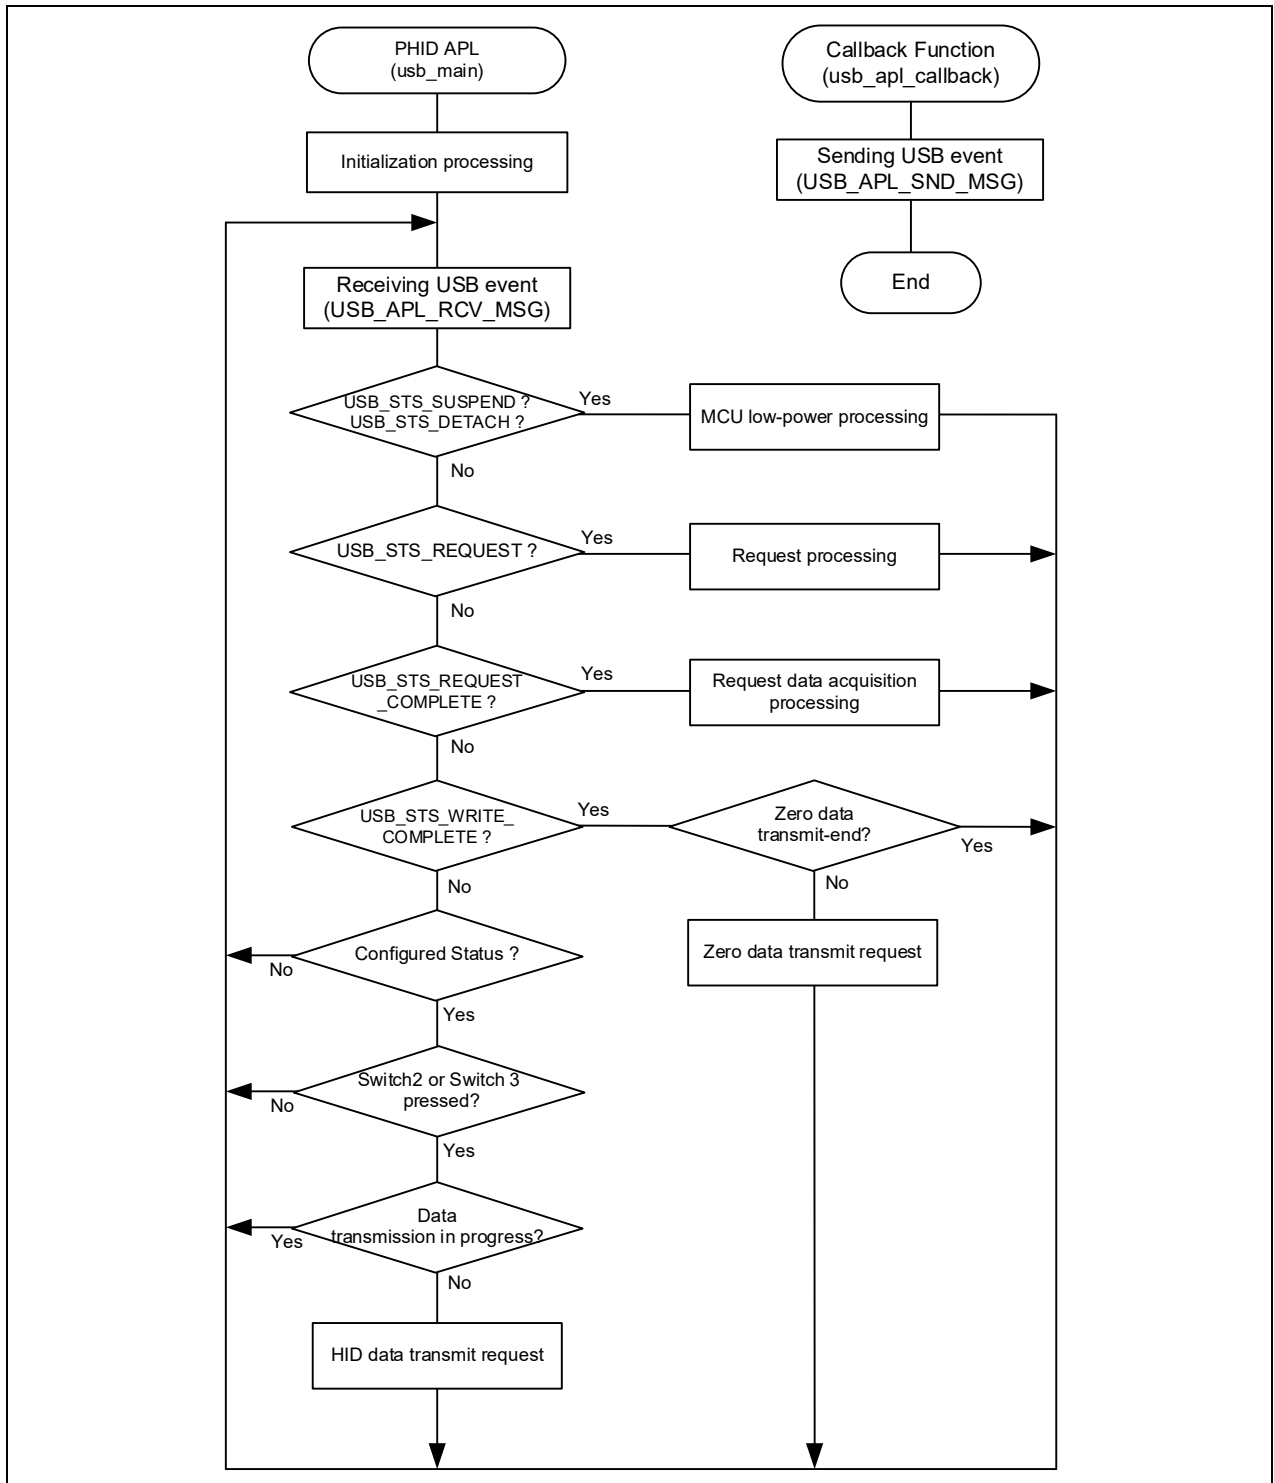 PHID APL
(usb_main)
Callback Function
(usb_apl_callback)
Initialization processing
Sending USB event
(USB_APL_SND_MSG)
Receiving USB event
(USB_APL_RCV_MSG)
End
USB_STS_SUSPEND ?
USB_STS_DETACH ?
Yes
MCU low-power processing
No
USB_STS_REQUEST ?
Yes
Request processing
No
USB_STS_REQUEST
_COMPLETE ?
Yes
Request data acquisition
processing
No
USB_STS_WRITE_
COMPLETE ?
Yes
Zero data
transmit-end?
Yes
No
No
Zero data transmit request
Configured Status ?
No
Yes
Switch2 or Switch 3
pressed?
No
Yes
Data
transmission in progress?
Yes
No
HID data transmit request